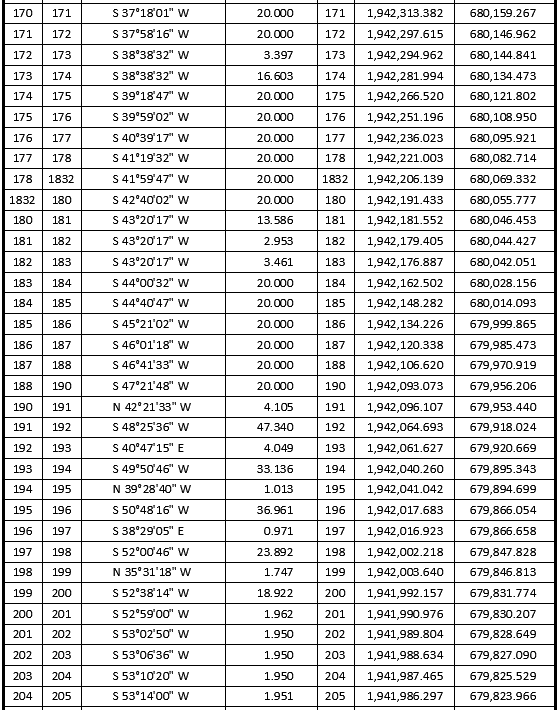 170 171 S 37°18'01" W 20.000 171 1,942,313.382 680,159.267
171 172 S 37°58'16" W 20.000 172 1,942,297.615 680,146.962
172 173 S 38°38'32" W 3.397 173 1,942,294.962 680,144.841
173 174 S 38°38'32" W 16.603 174 1,942,281.994 680,134.473
174 175 S 39°18'47" W 20.000 175 1,942,266.520 680,121.802
175 176 S 39°59'02" W 20.000 176 1,942,251.196 680,108.950
176 177 S 40°39'17" W 20.000 177 1,942,236.023 680,095.921
177 178 S 41°19'32" W 20.000 178 1,942,221.003 680,082.714
178 1832 S 41°59'47" W 20.000 1832 1,942,206.139 680,069.332
1832 180 S 42°40'02" W 20.000 180 1,942,191.433 680,055.777
180 181 S 43°20'17" W 13.586 181 1,942,181.552 680,046.453
181 182 S 43°20'17" W 2.953 182 1,942,179.405 680,044.427
182 183 S 43°20'17" W 3.461 183 1,942,176.887 680,042.051
183 184 S 44°00'32" W 20.000 184 1,942,162.502 680,028.156
184 185 S 44°40'47" W 20.000 185 1,942,148.282 680,014.093
185 186 S 45°21'02" W 20.000 186 1,942,134.226 679,999.865
186 187 S 46°01'18" W 20.000 187 1,942,120.338 679,985.473
187 188 S 46°41'33" W 20.000 188 1,942,106.620 679,970.919
188 190 S 47°21'48" W 20.000 190 1,942,093.073 679,956.206
190 191 N 42°21'33" W 4.105 191 1,942,096.107 679,953.440
191 192 S 48°25'36" W 47.340 192 1,942,064.693 679,918.024
192 193 S 40°47'15" E 4.049 193 1,942,061.627 679,920.669
193 194 S 49°50'46" W 33.136 194 1,942,040.260 679,895.343
194 195 N 39°28'40" W 1.013 195 1,942,041.042 679,894.699
195 196 S 50°48'16" W 36.961 196 1,942,017.683 679,866.054
196 197 S 38°29'05" E 0.971 197 1,942,016.923 679,866.658
197 198 S 52°00'46" W 23.892 198 1,942,002.218 679,847.828
198 199 N 35°31'18" W 1.747 199 1,942,003.640 679,846.813
199 200 S 52°38'14" W 18.922 200 1,941,992.157 679,831.774
200 201 S 52°59'00" W 1.962 201 1,941,990.976 679,830.207
201 202 S 53°02'50" W 1.950 202 1,941,989.804 679,828.649
202 203 S 53°06'36" W 1.950 203 1,941,988.634 679,827.090
203 204 S 53°10'20" W 1.950 204 1,941,987.465 679,825.529
204 205 S 53°14'00" W 1.951 205 1,941,986.297 679,823.966